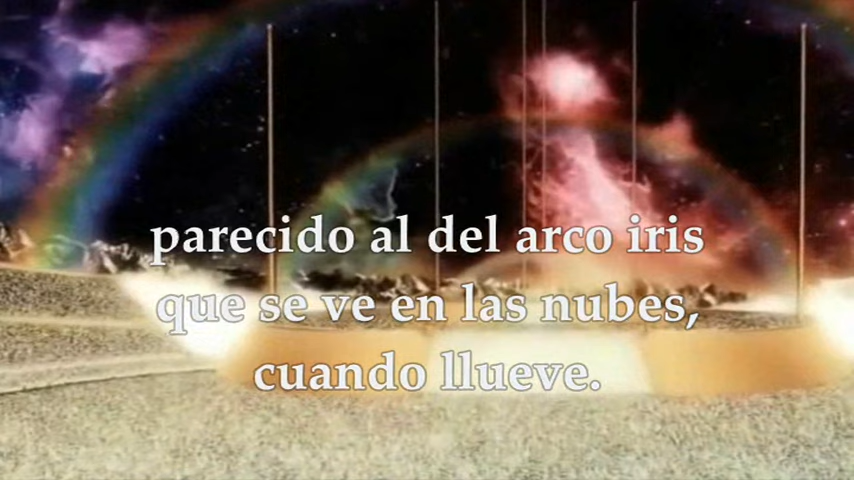 parecido al del arco iris
que se ve en las nubes,
cuando llueve.